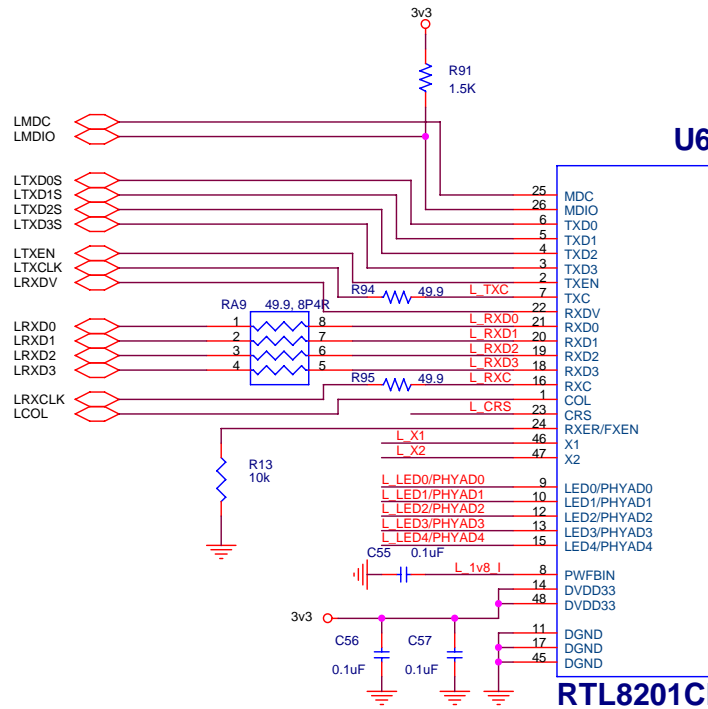 3v3
R91
1.5K
LMDC
LMDIO
U6
LTXD0S
LTXD1S
LTXD2S
LTXD3S
LTXEN
LTXCLK
LRXDV
R94 49.9 L_TXC
RA9 49.9, 8P4R
LRXD0 1 8 L_RXD0
LRXD1 2 7 L_RXD1
LRXD2 3 6 L_RXD2
LRXD3 4 5 L_RXD3
R95 49.9 L_RXC
LRXCLK
LCOL
L_CRS
L_X1
L_X2
R13
10k
L_LED0/PHYAD0
L_LED1/PHYAD1
L_LED2/PHYAD2
L_LED3/PHYAD3
L_LED4/PHYAD4
C55 0.1uF
L_1v8_I
3v3
C56 C57
0.1uF 0.1uF
25 MDC
26 MDIO
6 TXD0
5 TXD1
4 TXD2
3 TXD3
2 TXEN
7 TXC
22 RXDV
21 RXD0
20 RXD1
19 RXD2
18 RXD3
16 RXC
1 COL
23 CRS
24 RXER/FXEN
46 X1
47 X2
9 LED0/PHYAD0
10 LED1/PHYAD1
12 LED2/PHYAD2
13 LED3/PHYAD3
15 LED4/PHYAD4
8 PWFBIN
14 DVDD33
48 DVDD33
11 DGND
17 DGND
45 DGND